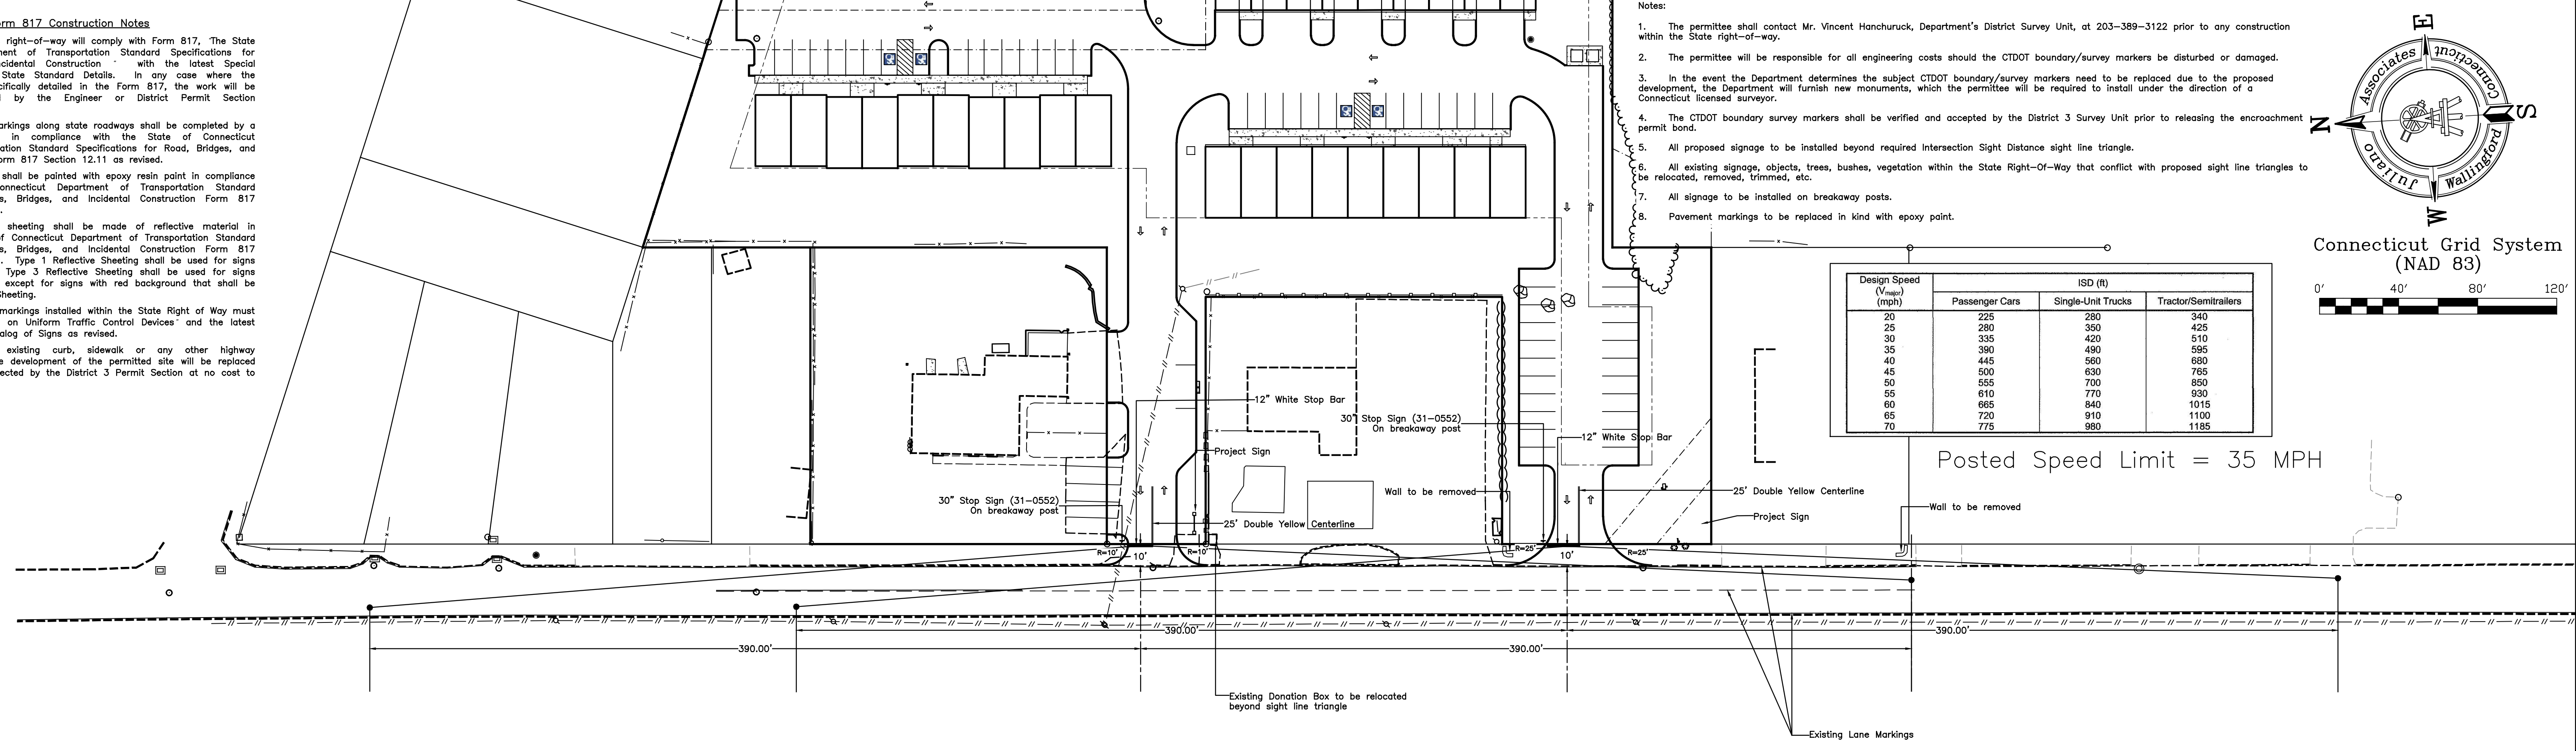 orm 817 Construction Notes
right-of-way will comply with Form 817, 'The State
ent of Transportation Standard Specifications for
cidental Construction with the latest Special
State Standard Details. In any case where the
cifically detailed in the Form 817, the work will be
by the Engineer or District Permit Section
arkings along state roadways shall be completed by a
in compliance with the State of Connecticut
ation Standard Specifications for Road, Bridges, and
orm 817 Section 12.11 as revised.
shall be painted with epoxy resin paint in compliance
onnecticut Department of Transportation Standard
s, Bridges, and Incidental Construction Form 817
sheeting shall be made of reflective material in
of Connecticut Department of Transportation Standard
s, Bridges, and Incidental Construction Form 817
. Type 1 Reflective Sheeting shall be used for signs
Type 3 Reflective Sheeting shall be used for signs
except for signs with red background that shall be
Sheeting.
markings installed within the State Right of Way must
on Uniform Traffic Control Devices" and the latest
alog of Signs as revised.
existing curb, sidewalk or any other highway
e development of the permitted site will be replaced
ected by the District 3 Permit Section at no cost to
Notes:
1. The permittee shall contact Mr. Vincent Hanchuruck, Department's District Survey Unit, at 203-389-3122 prior to any construction
within the State right-of-way.
2. The permittee will be responsible for all engineering costs should the CTDOT boundary/survey markers be disturbed or damaged.
3. In the event the Department determines the subject CTDOT boundary/survey markers need to be replaced due to the proposed
development, the Department will furnish new monuments, which the permittee will be required to install under the direction of a
Connecticut licensed surveyor.
4. The CTDOT boundary survey markers shall be verified and accepted by the District 3 Survey Unit prior to releasing the encroachment
permit bond.
5. All proposed signage to be installed beyond required Intersection Sight Distance sight line triangle.
6. All existing signage, objects, trees, bushes, vegetation within the State Right-Of-Way that conflict with proposed sight line triangles to
be relocated, removed, trimmed, etc.
7. All signage to be installed on breakaway posts.
8. Pavement markings to be replaced in kind with epoxy paint.
E
N
S
W
Juliano Associates
Wallingford Connecticut
Connecticut Grid System
(NAD 83)
0' 40' 80' 120'
Design Speed (Vmajor) (mph) ISD (ft)
Passenger Cars Single-Unit Trucks Tractor/Semitrailers
20 225 280 340
25 280 350 425
30 335 420 510
35 390 490 595
40 445 560 680
45 500 630 765
50 555 700 850
55 610 770 930
60 665 840 1015
65 720 910 1100
70 775 980 1185
Posted Speed Limit = 35 MPH
12" White Stop Bar
30" Stop Sign (31-0552)
On breakaway post
12" White Stop Bar
Project Sign
Wall to be removed
25' Double Yellow Centerline
30" Stop Sign (31-0552)
On breakaway post
25' Double Yellow Centerline
Project Sign
Wall to be removed
R=10'
10'
R=10'
R=25'
10'
R=25'
390.00'
390.00'
390.00'
390.00'
Existing Donation Box to be relocated
beyond sight line triangle
Existing Lane Markings